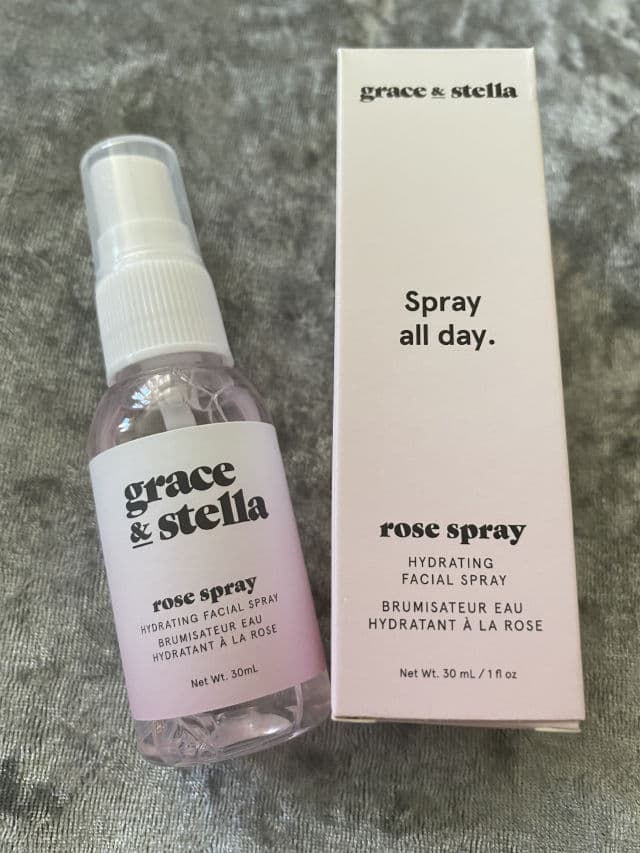 grace
& stella
rose spray
HYDRATING FACIAL SPRAY
BRUMISATEUR EAU
HYDRATANT À LA ROSE
Net Wt. 30mL
grace & stella
Spray
all day.
rose spray
HYDRATING
FACIAL SPRAY
BRUMISATEUR EAU
HYDRATANT À LA ROSE
Net Wt. 30 mL / 1 fl oz